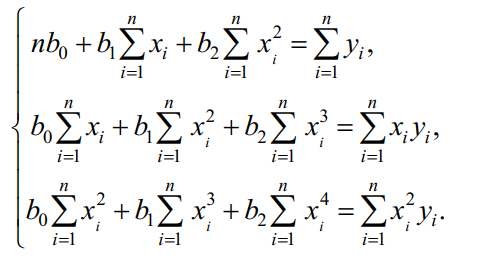 nb₀ + b₁ ∑ᵢ₌₁ⁿ xᵢ + b₂ ∑ᵢ₌₁ⁿ xᵢ² = ∑ᵢ₌₁ⁿ yᵢ,
b₀ ∑ᵢ₌₁ⁿ xᵢ + b₁ ∑ᵢ₌₁ⁿ xᵢ² + b₂ ∑ᵢ₌₁ⁿ xᵢ³ = ∑ᵢ₌₁ⁿ xᵢyᵢ,
b₀ ∑ᵢ₌₁ⁿ xᵢ² + b₁ ∑ᵢ₌₁ⁿ xᵢ³ + b₂ ∑ᵢ₌₁ⁿ xᵢ⁴ = ∑ᵢ₌₁ⁿ xᵢ²yᵢ.